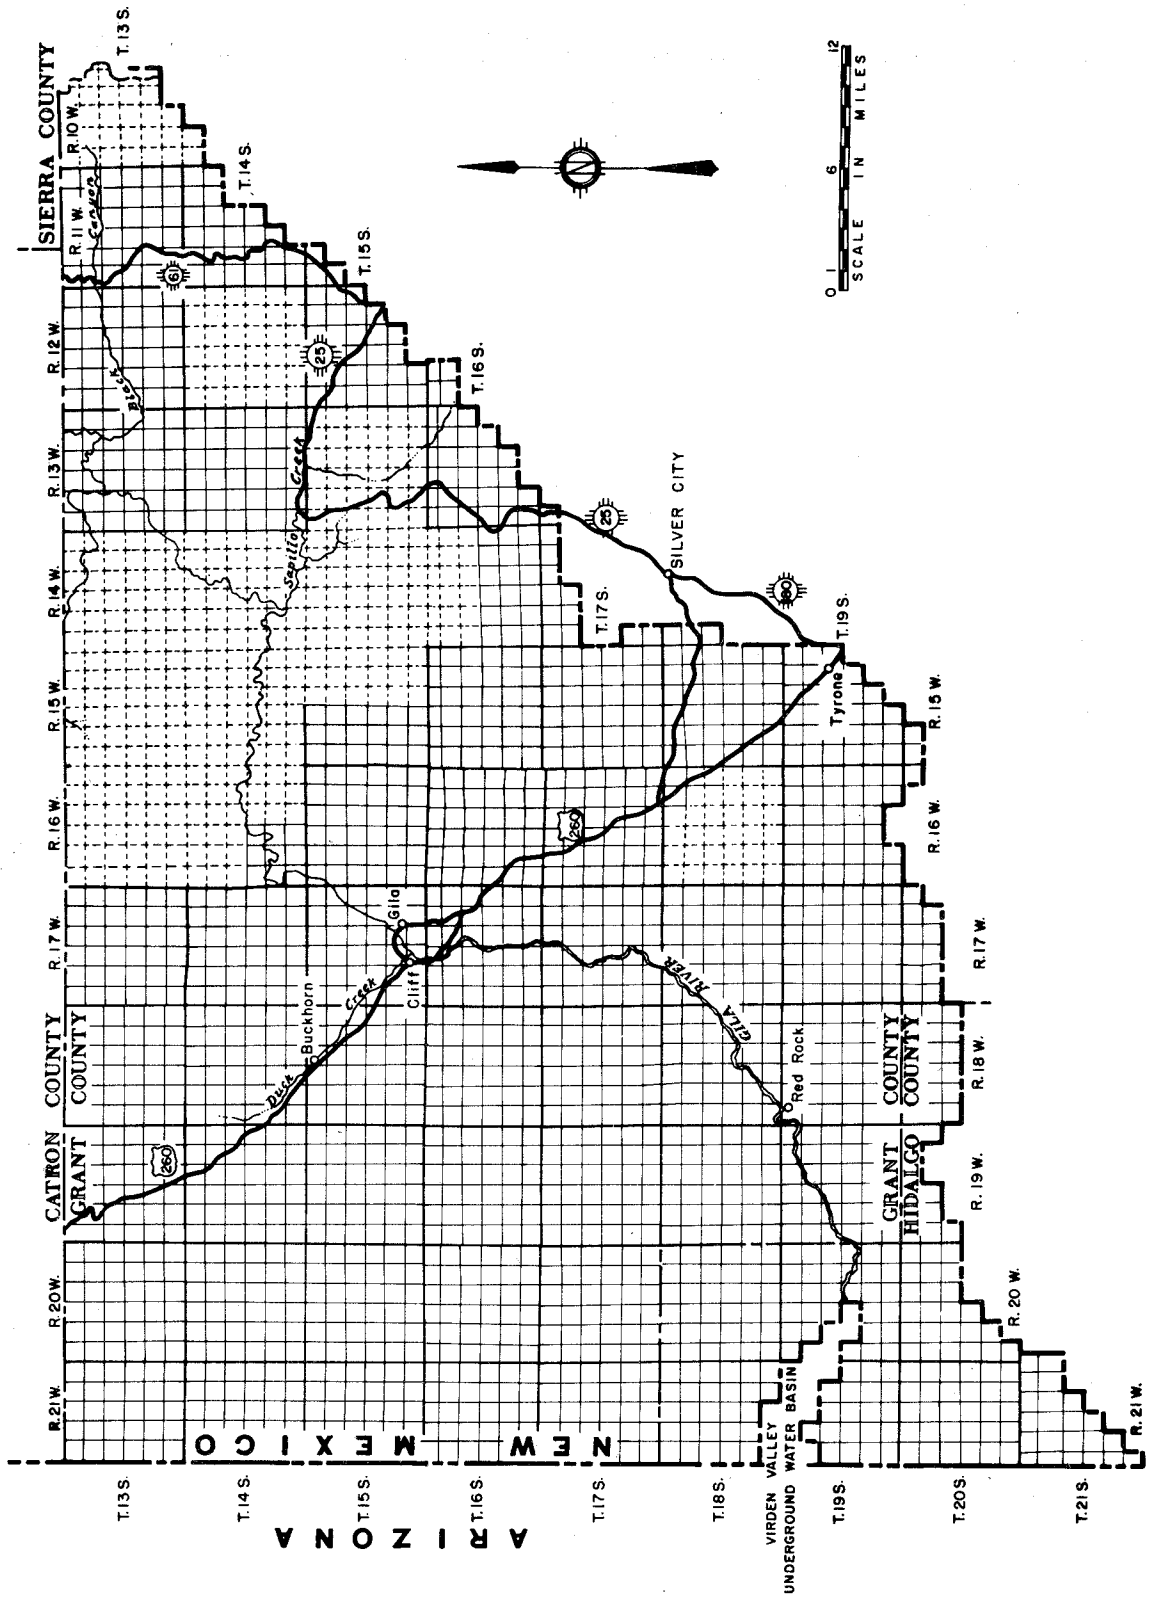 SIERRA COUNTY
CATRON COUNTY
GRANT COUNTY
R.21W.
R.20W.
R.17W.
R.16W.
R.15W.
R.14W.
R.13W.
R.12W.
R.11W.
R.10W.
T.13S.
T.14S.
T.15S.
T.16S.
T.17S.
T.19S.
Black
Canyon
61
25
Sapillo Creek
25
SILVER CITY
180
Tyrone
260
Gila
Cliff
Buckhorn
Duck Creek
260
GILA RIVER
Red Rock
GRANT COUNTY
HIDALGO COUNTY
R.15W.
R.16W.
R.17W.
R.18W.
R.19W.
R.20W.
R.21W.
NEW MEXICO
ARIZONA
T.13S.
T.14S.
T.15S.
T.16S.
T.17S.
T.18S.
T.19S.
T.20S.
T.21S.
VIRDEN VALLEY
UNDERGROUND WATER BASIN
N
0 1 6 12
SCALE IN MILES